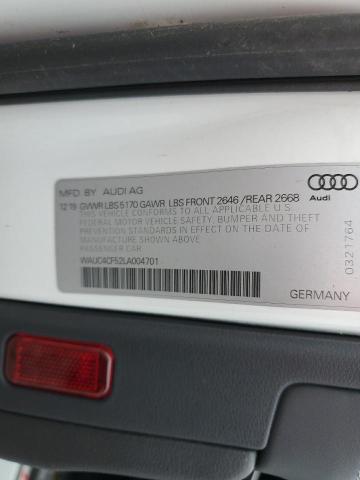 MFD BY AUDI AG
12 19 GVWR LBS 5170 GAWR LBS FRONT 2646 /REAR 2668
THIS VEHICLE CONFORMS TO ALL APPLICABLE U.S.
FEDERAL MOTOR VEHICLE SAFETY, BUMPER AND THEFT
PREVENTION STANDARDS IN EFFECT ON THE DATE OF
MANUFACTURE SHOWN ABOVE.
PASSENGER CAR
WAUC4CF52LA004701
Audi
0321764
GERMANY